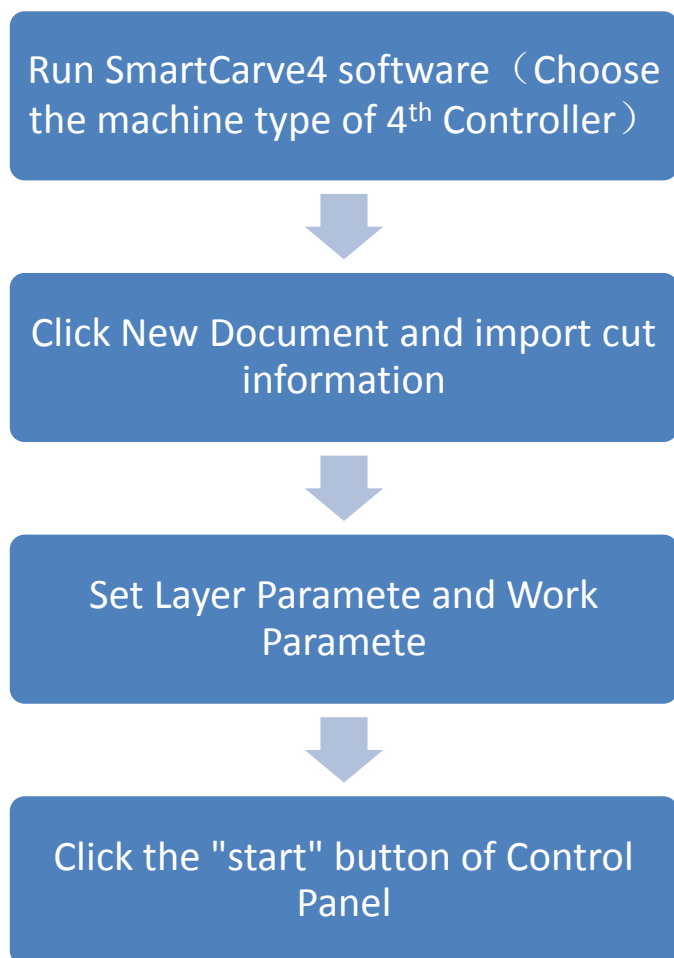 Run SmartCarve4 software（Choose
the machine type of 4th Controller）
Click New Document and import cut
information
Set Layer Paramete and Work
Paramete
Click the "start" button of Control
Panel